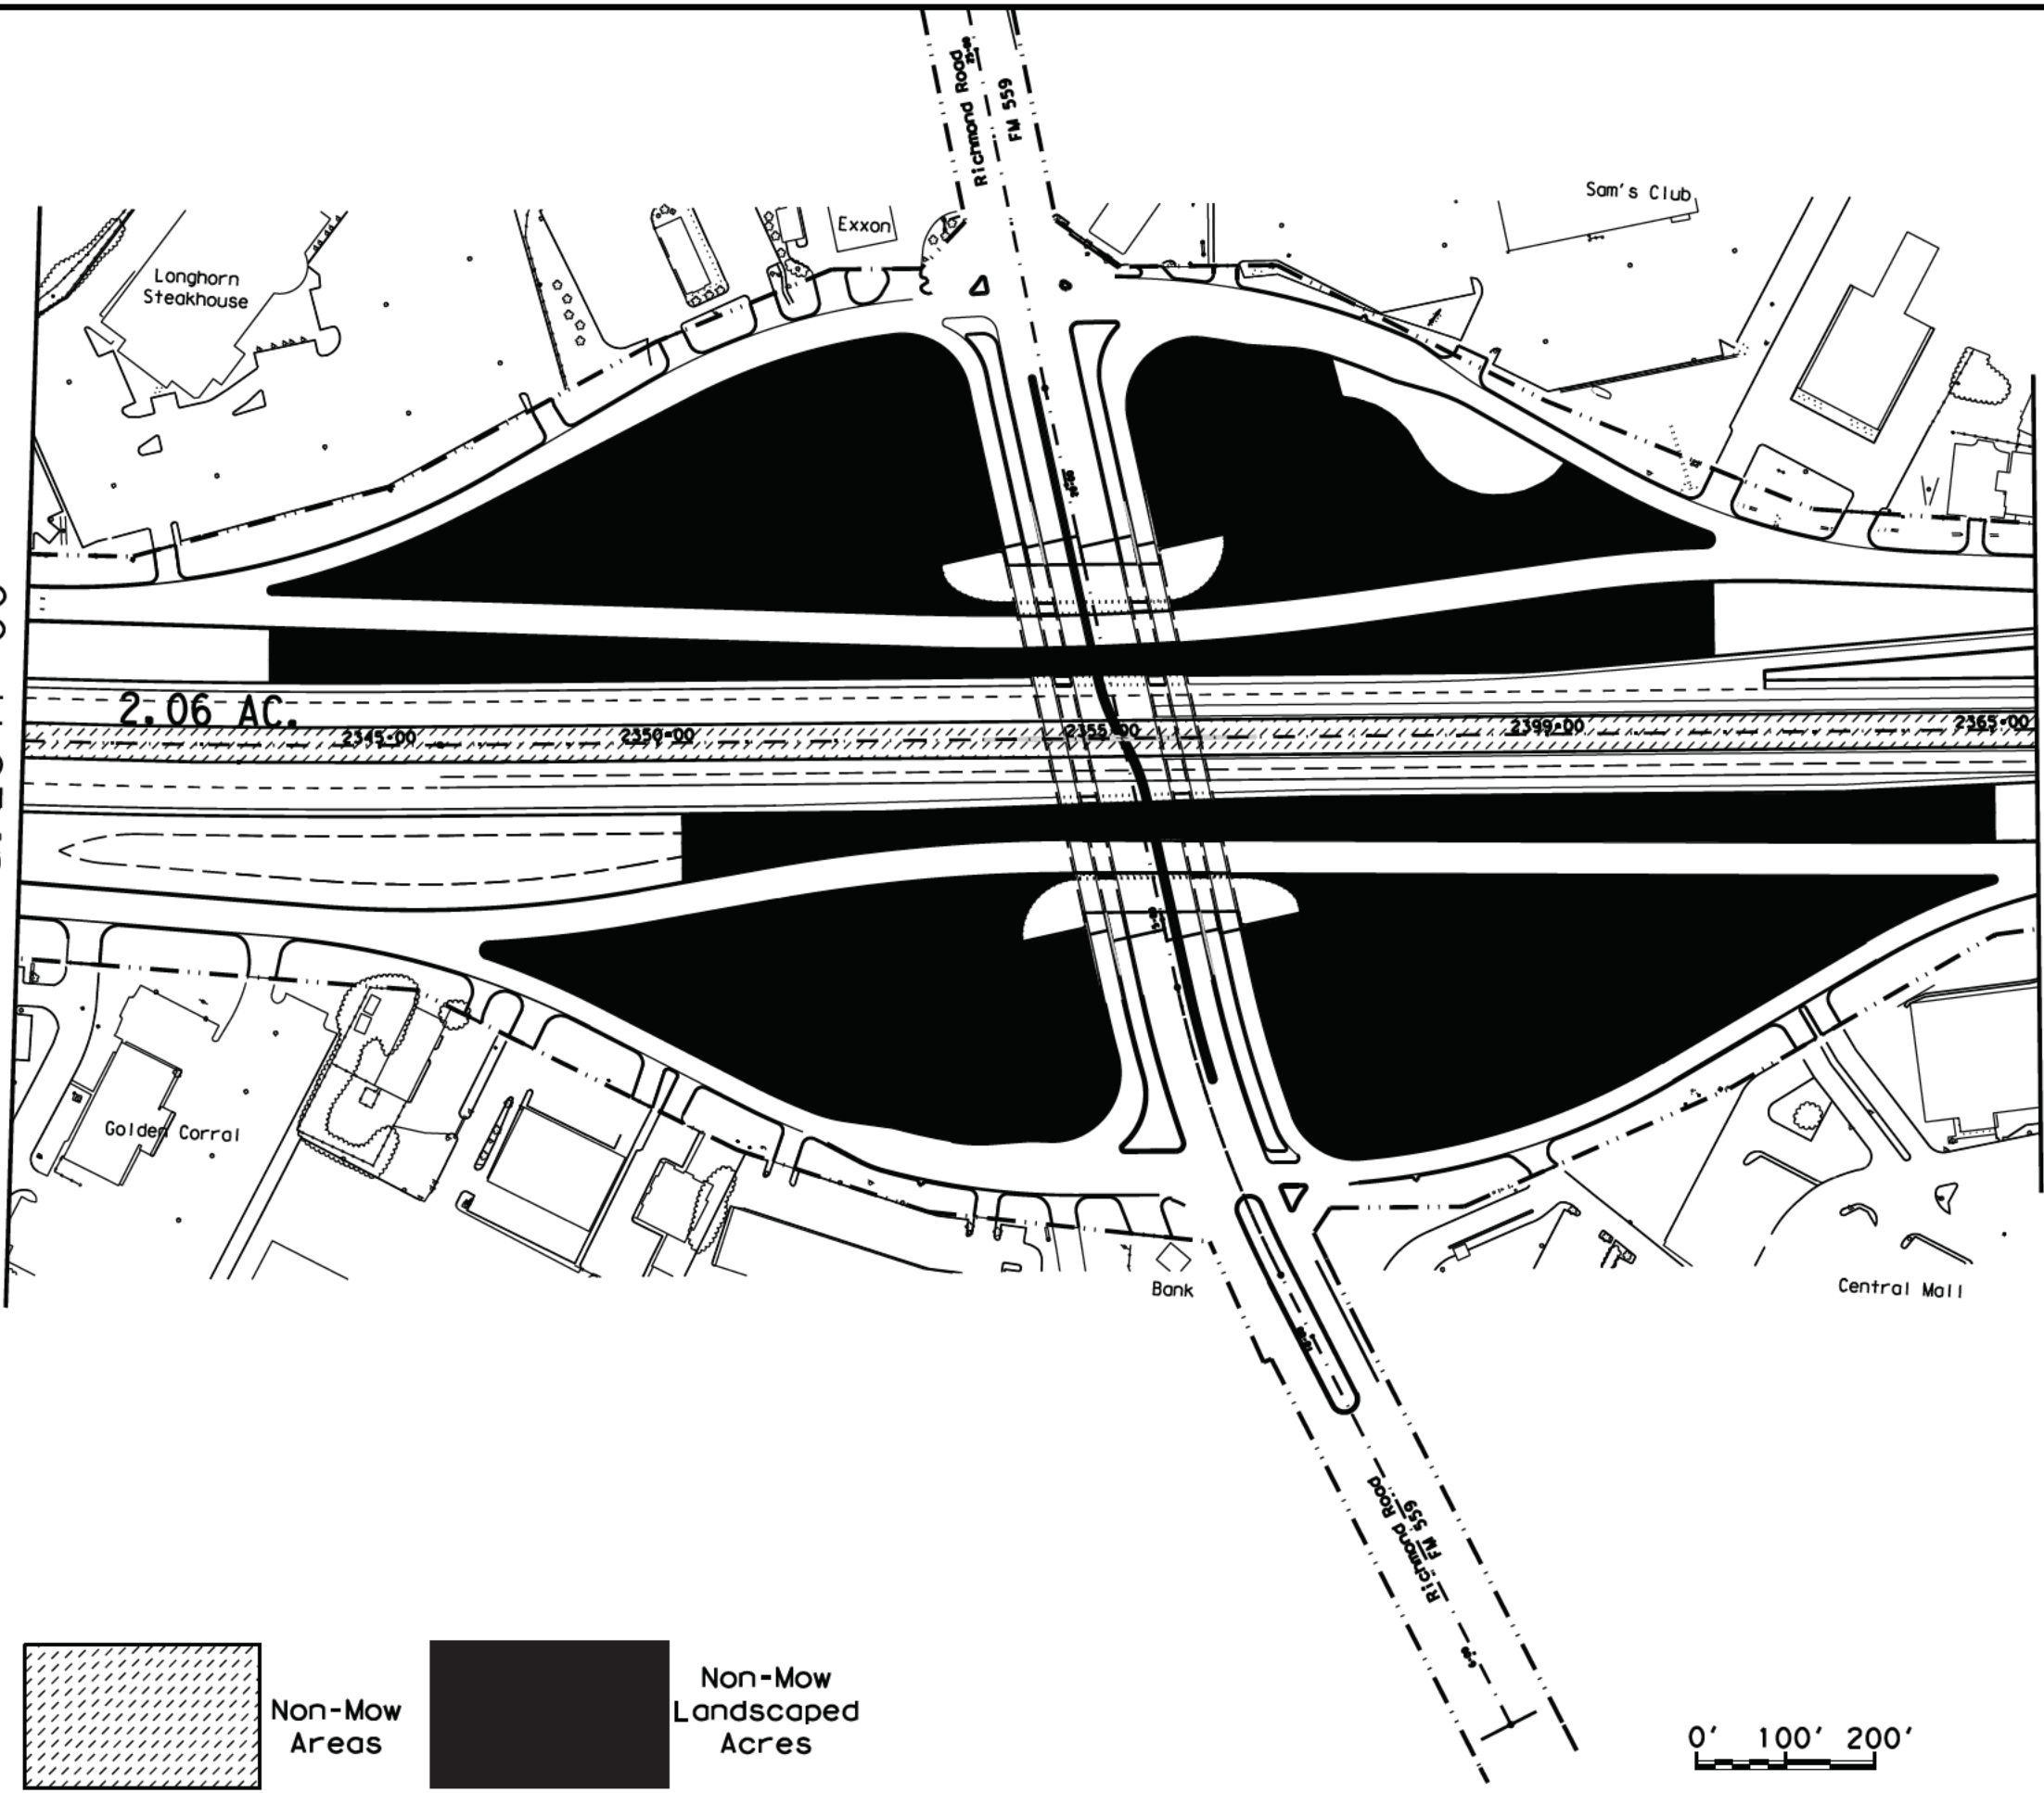 Richmond Road
FM 559
Sam's Club
Exxon
Longhorn
Steakhouse
2.06 AC.
2345+00
2350+00
2355+00
2399+00
2365+00
Golden Corral
Bank
Central Mall
Richmond Road
FM 559
Non-Mow
Areas
Non-Mow
Landscaped
Acres
0' 100' 200'